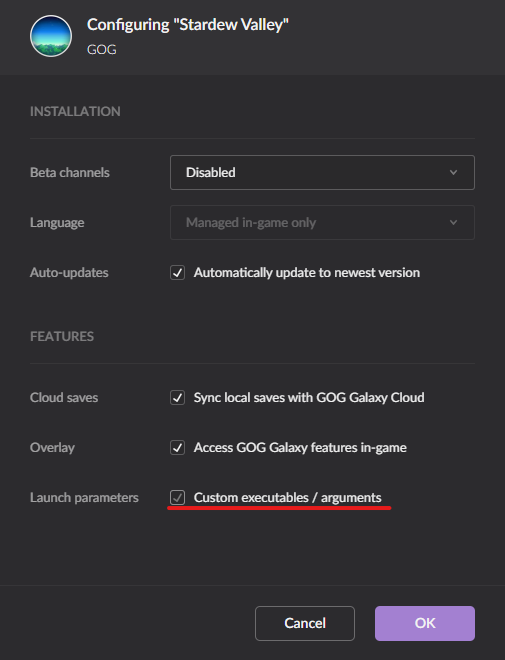 Configuring "Stardew Valley"
GOG
INSTALLATION
Beta channels Disabled
Language Managed in-game only
Auto-updates Automatically update to newest version
FEATURES
Cloud saves Sync local saves with GOG Galaxy Cloud
Overlay Access GOG Galaxy features in-game
Launch parameters Custom executables / arguments
Cancel OK